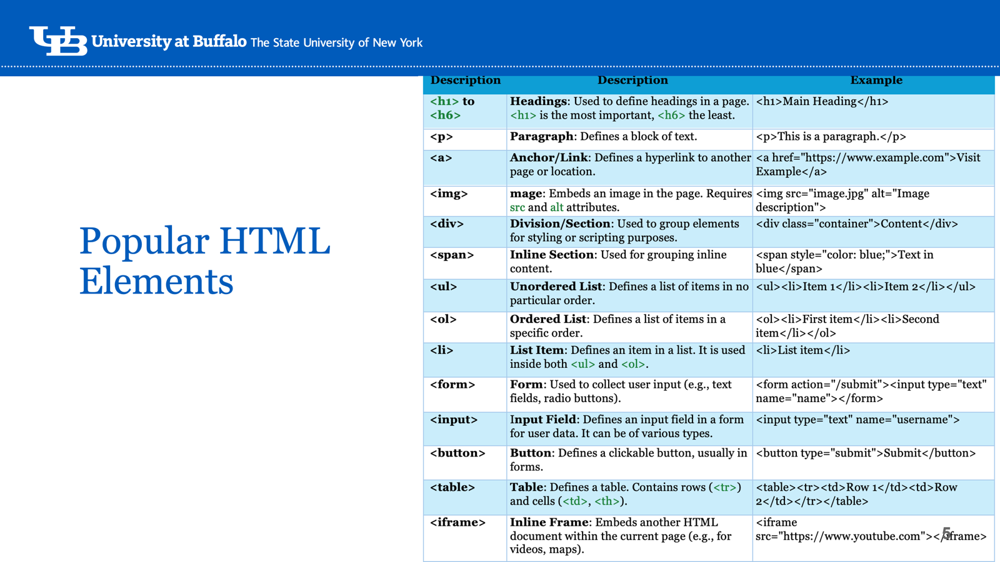 University at Buffalo The State University of New York
Popular HTML
Elements
Description Description Example
<h1> to
<h6>
Headings: Used to define headings in a page.
<h1> is the most important, <h6> the least.
<h1>Main Heading</h1>
<p>
Paragraph: Defines a block of text.
<p>This is a paragraph.</p>
<a>
Anchor/Link: Defines a hyperlink to another
page or location.
<a href="https://www.example.com">Visit
Example</a>
<img>
mage: Embeds an image in the page. Requires
src and alt attributes.
<img src="image.jpg" alt="Image
description">
<div>
Division/Section: Used to group elements
for styling or scripting purposes.
<div class="container">Content</div>
<span>
Inline Section: Used for grouping inline
content.
<span style="color: blue;">Text in
blue</span>
<ul>
Unordered List: Defines a list of items in no
particular order.
<ul><li>Item 1</li><li>Item 2</li></ul>
<ol>
Ordered List: Defines a list of items in a
specific order.
<ol><li>First item</li><li>Second
item</li></ol>
<li>
List Item: Defines an item in a list. It is used
inside both <ul> and <ol>.
<li>List item</li>
<form>
Form: Used to collect user input (e.g., text
fields, radio buttons).
<form action="/submit"><input type="text"
name="name"></form>
<input>
Input Field: Defines an input field in a form
for user data. It can be of various types.
<input type="text" name="username">
<button>
Button: Defines a clickable button, usually in
forms.
<button type="submit">Submit</button>
<table>
Table: Defines a table. Contains rows (<tr>)
and cells (<td>, <th>).
<table><tr><td>Row 1</td><td>Row
2</td></tr></table>
<iframe>
Inline Frame: Embeds another HTML
document within the current page (e.g., for
videos, maps).
<iframe
src="https://www.youtube.com"></iframe>
5